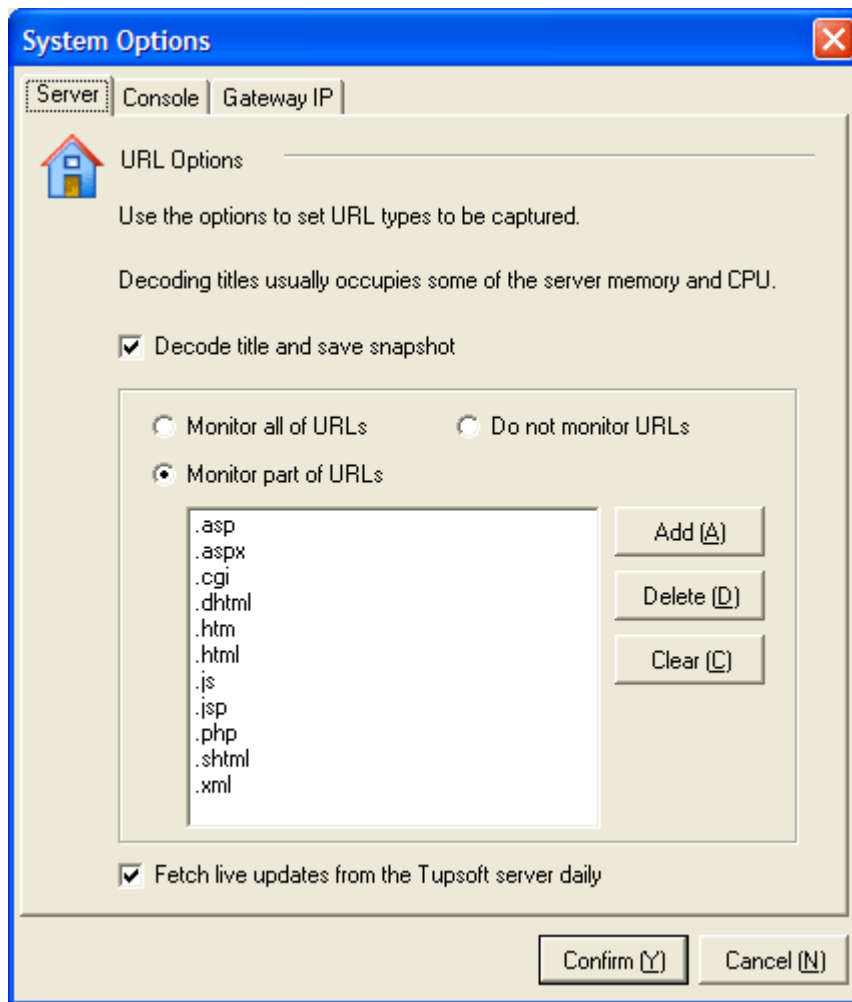 System Options
Server Console Gateway IP
URL Options
Use the options to set URL types to be captured.
Decoding titles usually occupies some of the server memory and CPU.
Decode title and save snapshot
Monitor all of URLs Do not monitor URLs
Monitor part of URLs
.asp
.aspx
.cgi
.dhtml
.htm
.html
.js
.jsp
.php
.shtml
.xml
Add (A)
Delete (D)
Clear (C)
Fetch live updates from the Tupsoft server daily
Confirm (Y) Cancel (N)